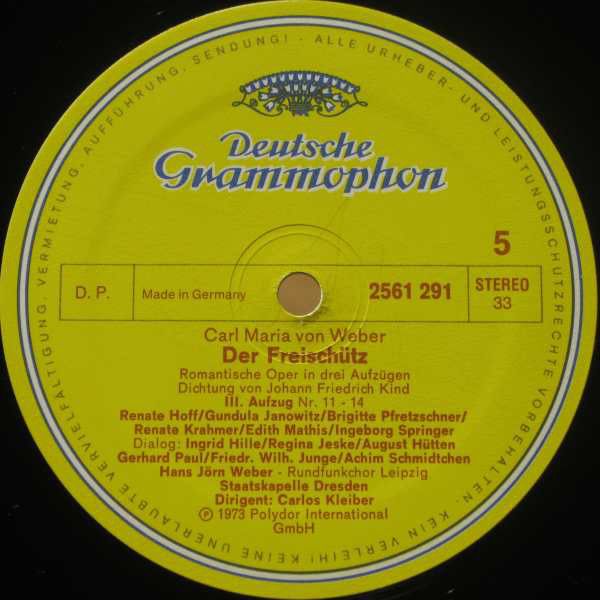 KEINE UNERLAUBTE VERVIELFÄLTIGUNG, VERMIETUNG, AUFFÜHRUNG, SENDUNG! - ALLE URHEBER- UND LEISTUNGSSCHUTZRECHTE VORBEHALTEN. KEIN VERLEIH!
Deutsche
Grammophon
5
D. P.
Made in Germany
2561 291
STEREO
33
Carl Maria von Weber
Der Freischütz
Romantische Oper in drei Aufzügen
Dichtung von Johann Friedrich Kind
III. Aufzug Nr. 11 - 14
Renate Hoff/Gundula Janowitz/Brigitte Pfretzschner/
Renate Krahmer/Edith Mathis/Ingeborg Springer
Dialog: Ingrid Hille/Regina Jeske/August Hütten
Gerhard Paul/Friedr. Wilh. Junge/Achim Schmidtchen
Hans Jörn Weber - Rundfunkchor Leipzig
Staatskapelle Dresden
Dirigent: Carlos Kleiber
℗ 1973 Polydor International
GmbH